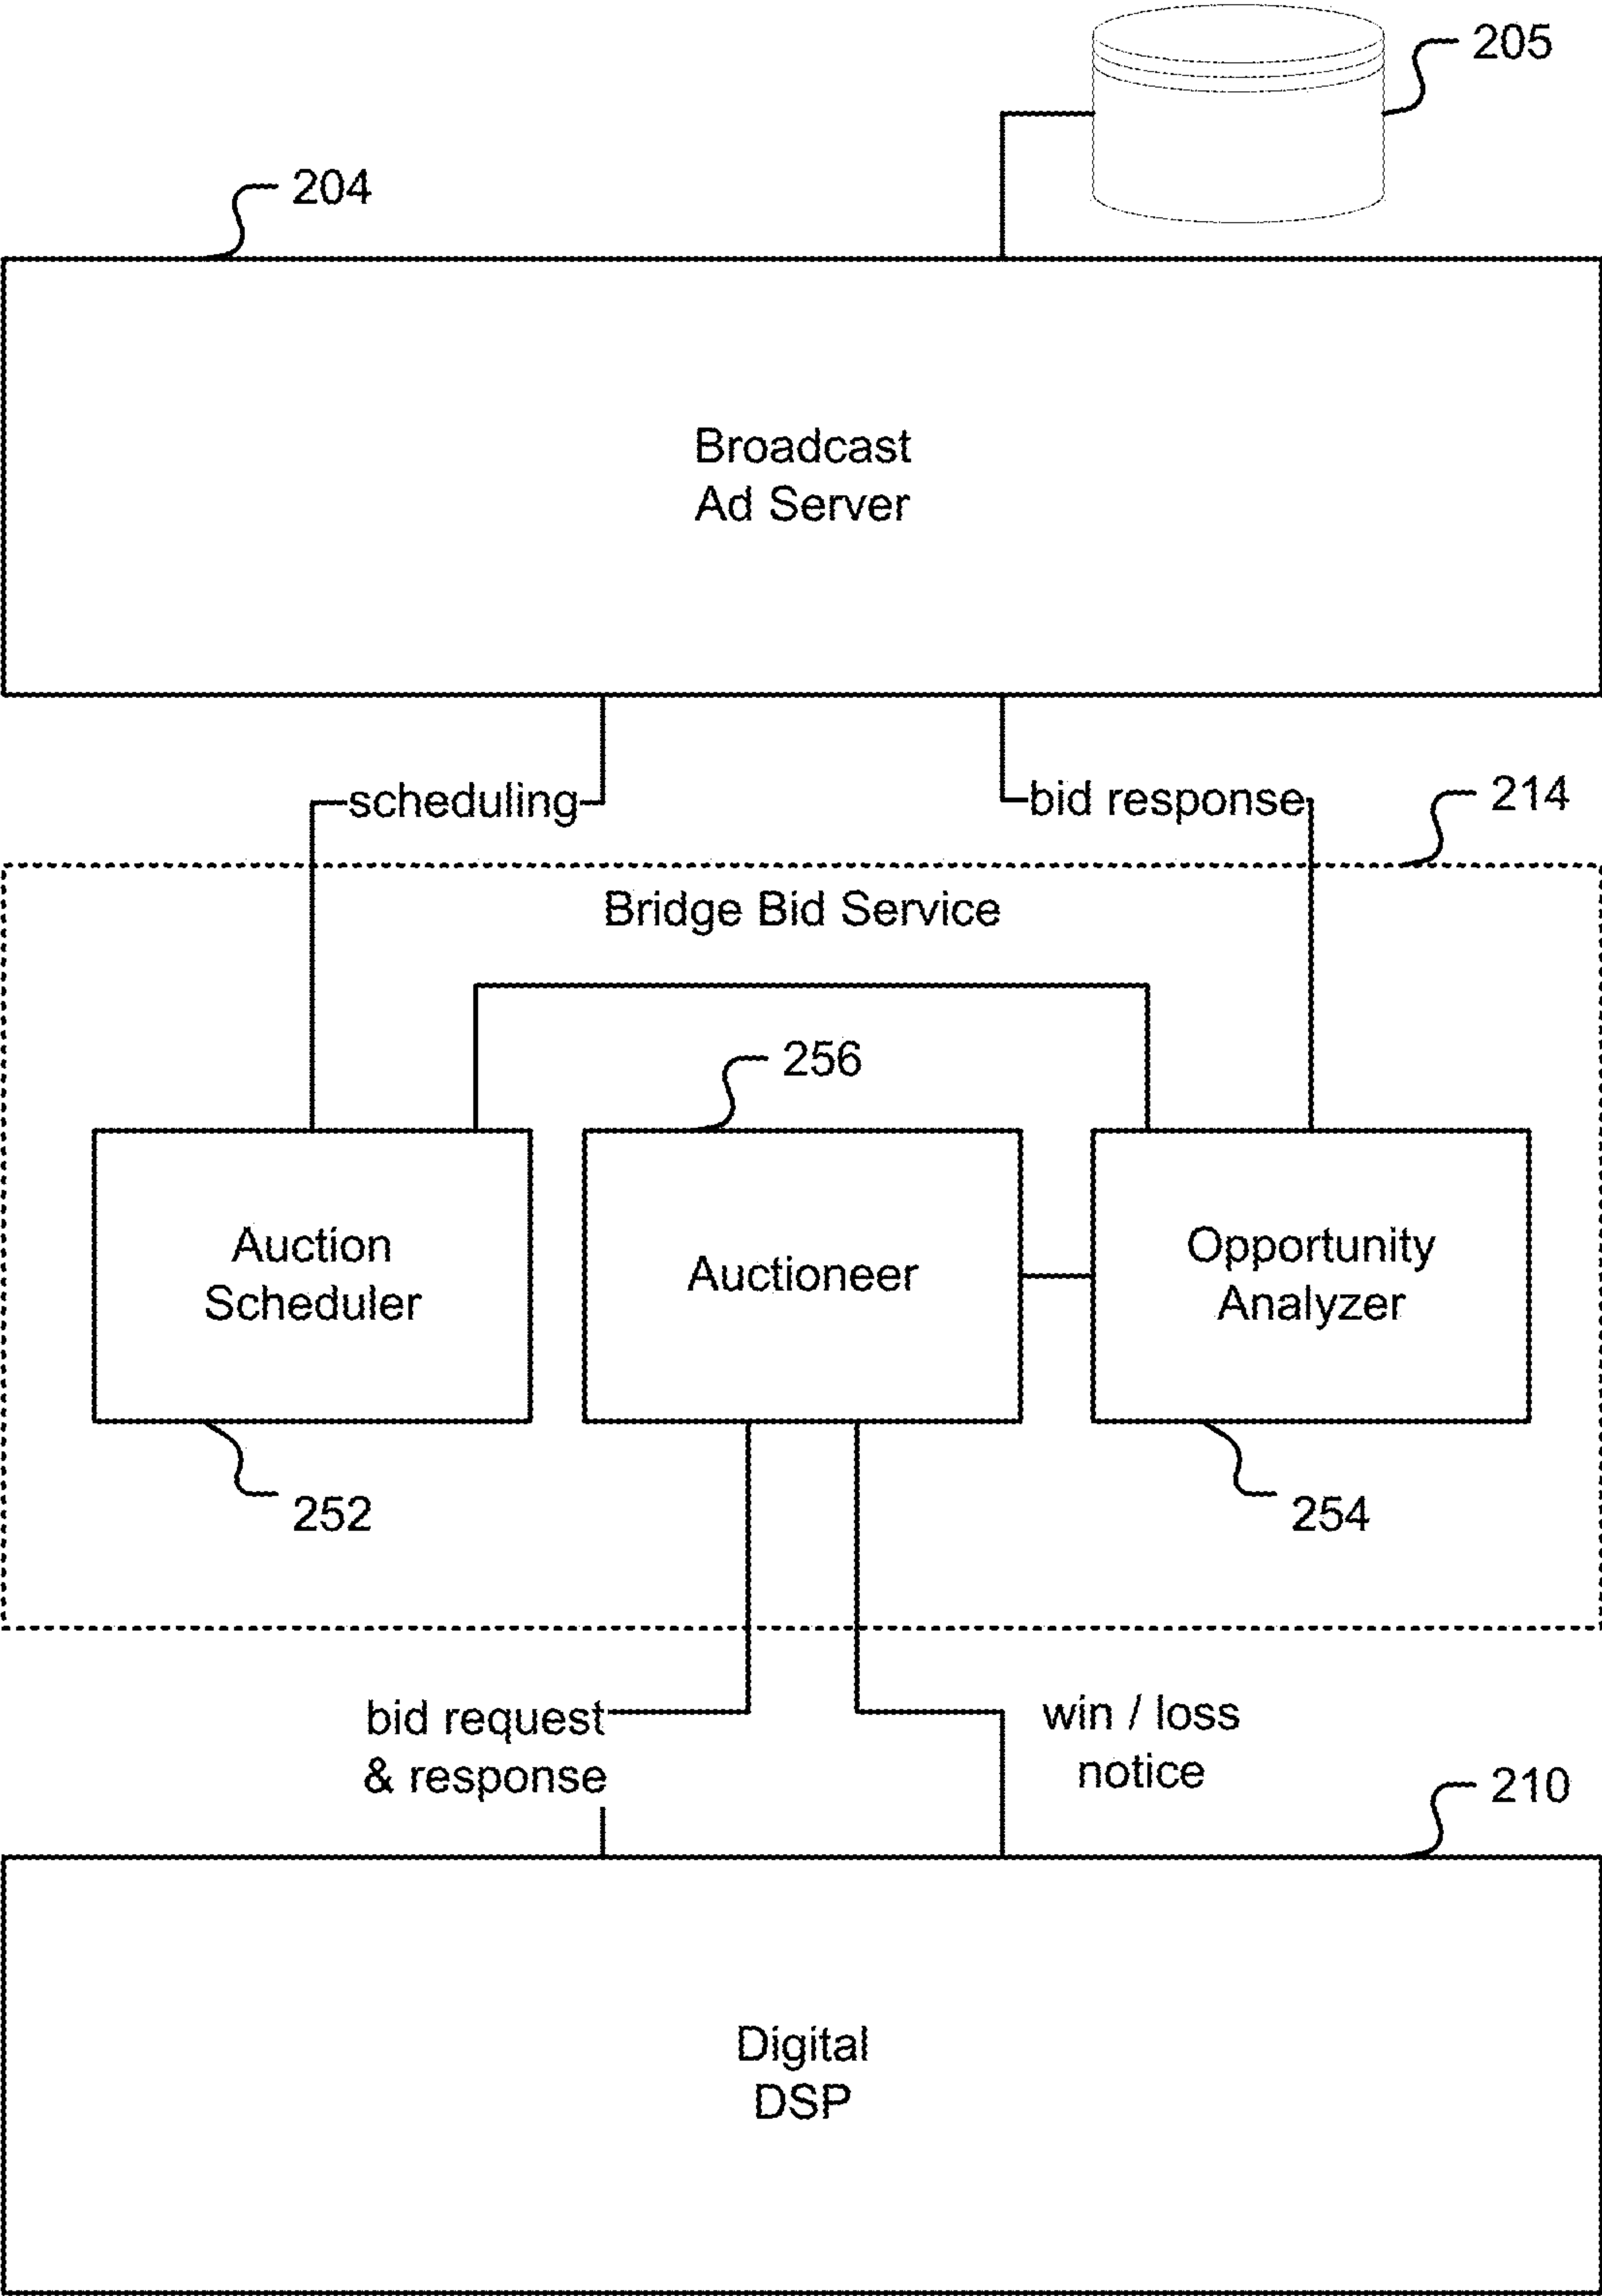 205
204
Broadcast
Ad Server
scheduling
bid response
214
Bridge Bid Service
256
Auction
Scheduler
Auctioneer
Opportunity
Analyzer
252
254
bid request
& response
win / loss
notice
210
Digital
DSP